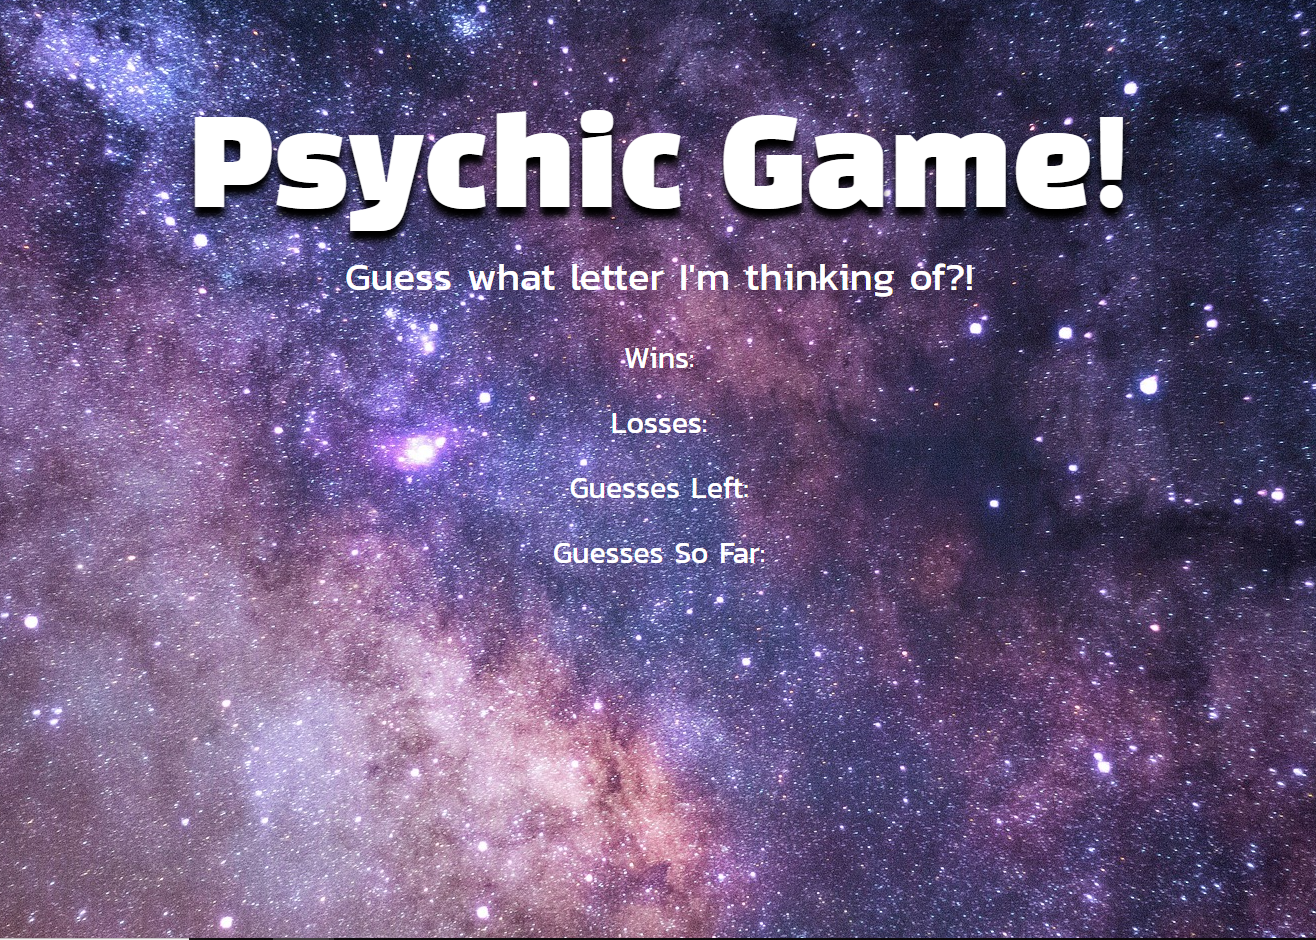 Psychic Game!
Guess what letter I'm thinking of?!
Wins:
Losses:
Guesses Left:
Guesses So Far: